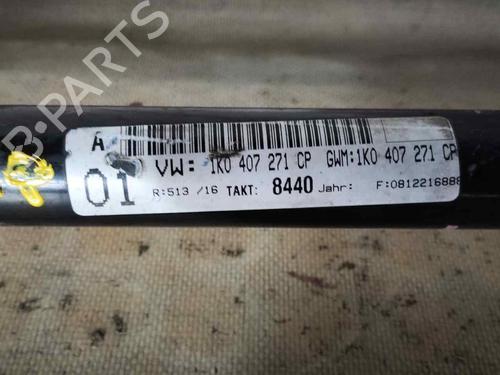 B-PARTS
A
01
VW: 1K0 407 271 CP GWM:1K0 407 271 CP
R:513 /16 TAKT: 8440 Jahr: F:0812216888